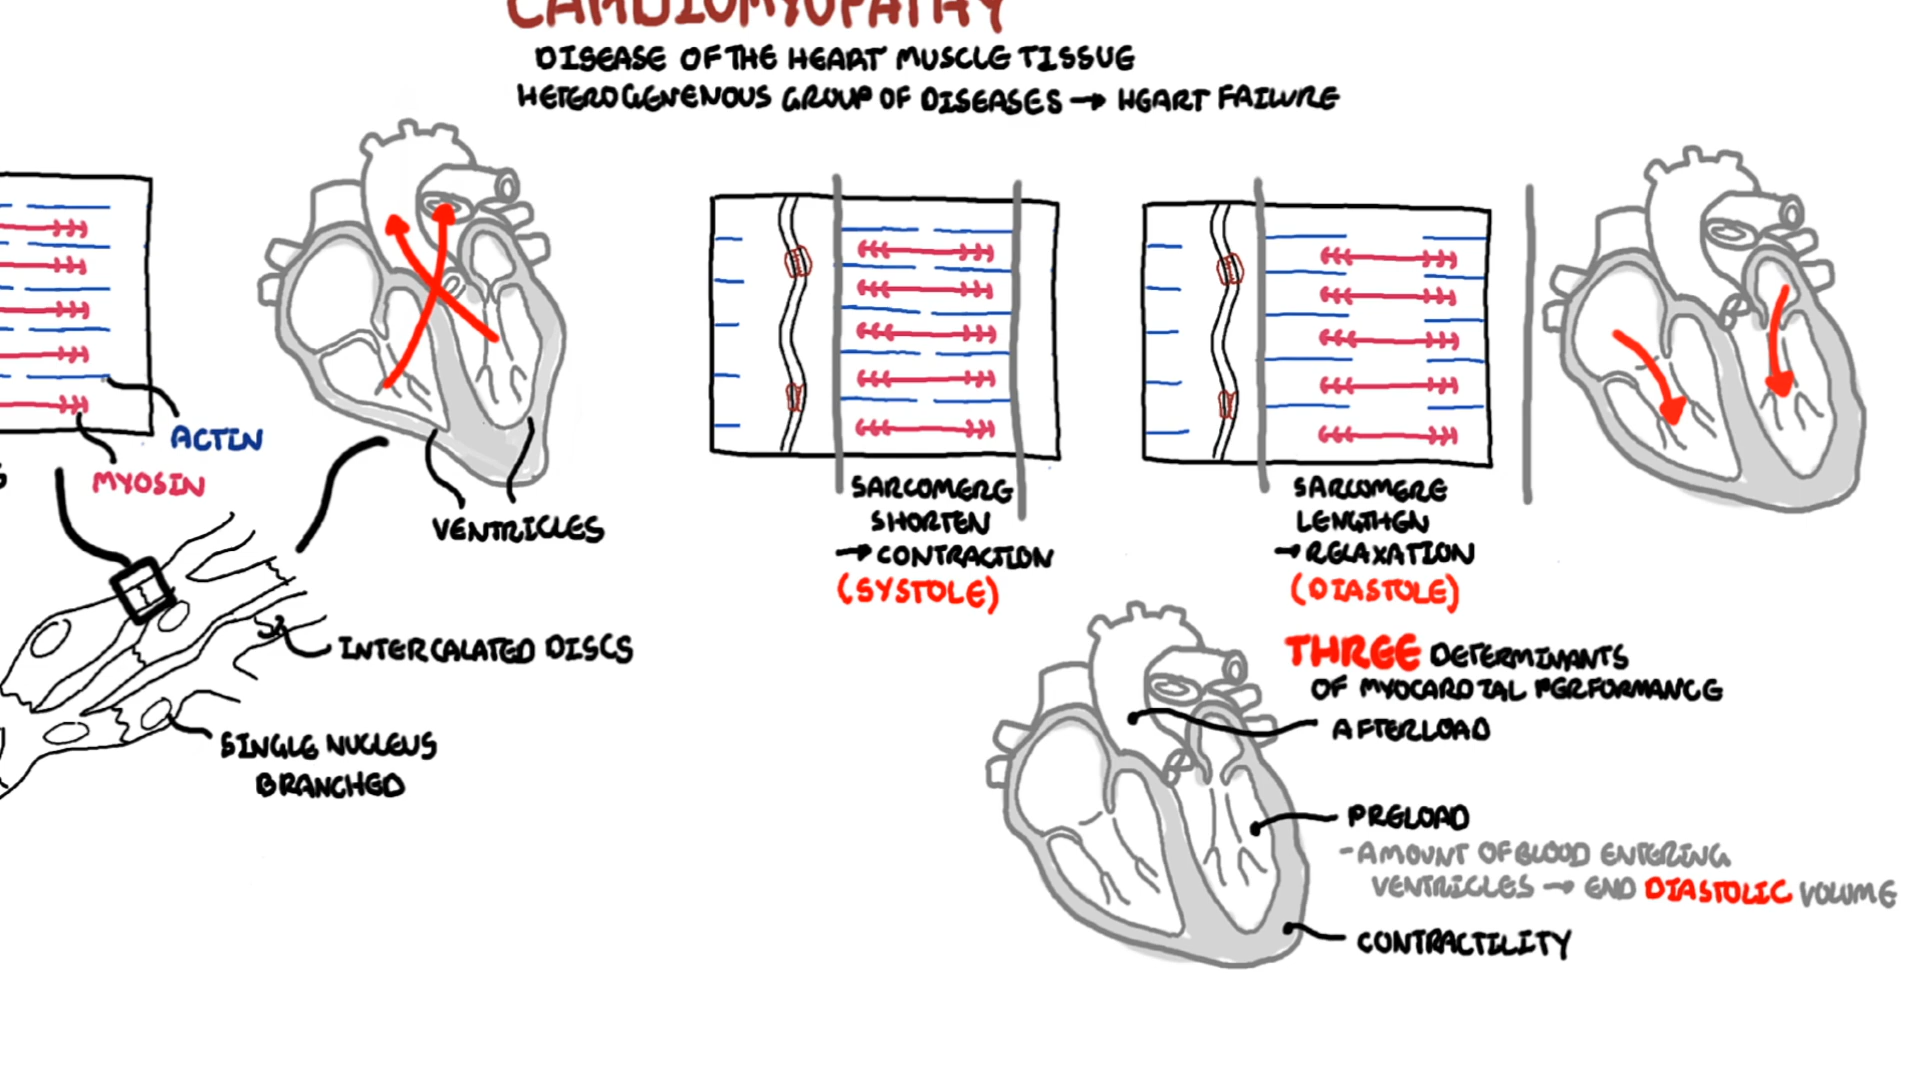 CARDIOMYOPATHY
DISEASE OF THE HEART MUSCLE TISSUE
HETEROGENENOUS GROUP OF DISEASES → HEART FAILURE
ACTIN
MYOSIN
VENTRICLES
INTERCALATED DISCS
SINGLE NUCLEUS
BRANCHED
SARCOMERE
SHORTEN
→ CONTRACTION
(SYSTOLE)
SARCOMERE
LENGTHEN
→ RELAXATION
(DIASTOLE)
THREE DETERMINANTS
OF MYOCARDIAL PERFORMANCE
AFTERLOAD
PRELOAD
- AMOUNT OF BLOOD ENTERING
VENTRICLES → END DIASTOLIC VOLUME
CONTRACTILITY